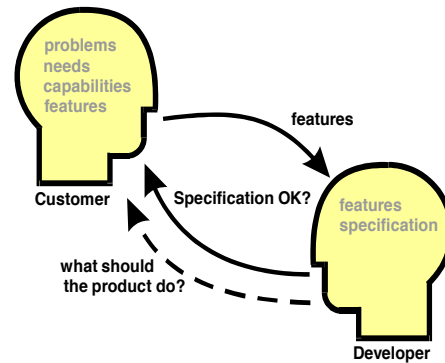 problems
needs
capabilities
features
features
Customer
Specification OK?
features
specification
what should
the product do?
Developer